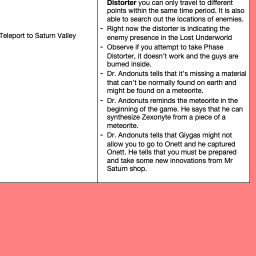 Distorter you can only travel to different
points within the same time period. It is also
able to search out the locations of enemies.
- Right now the distorter is indicating the
Teleport to Saturn Valley
enemy presence in the Lost Underworld
- Observe if you attempt to take Phase
Distorter, it doesn't work and the guys are
burned inside.
- Dr. Andonuts tells that it's missing a material
that can't be normally found on earth and
might be found on a meteorite.
- Dr. Andonuts reminds the meteorite in the
beginning of the game. He says that he can
synthesize Zexonyte from a piece of a
meteorite.
- Dr. Andonuts tell that Giygas might not
allow you to go to Onett and he captured
Onett. He tells that you must be prepared
and take some new innovations from Mr
Saturn shop.